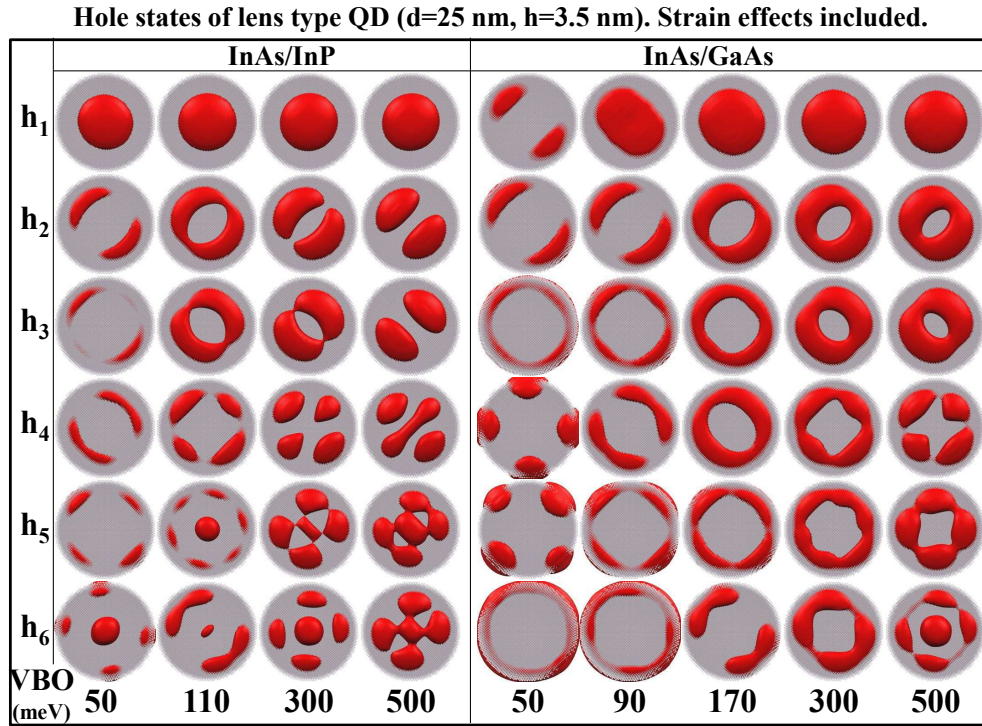 Hole states of lens type QD (d=25 nm, h=3.5 nm). Strain effects included.
InAs/InP InAs/GaAs
h1
h2
h3
h4
h5
h6
VBO
(meV) 50 110 300 500 50 90 170 300 500